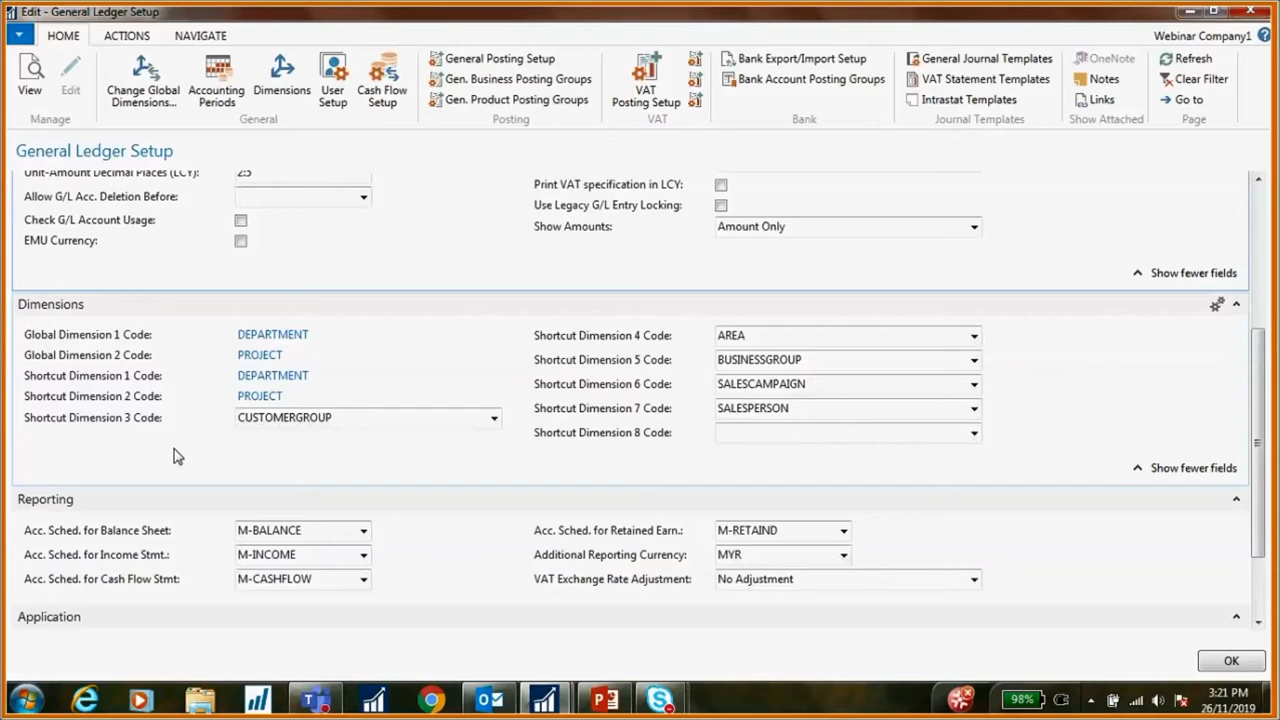 Edit - General Ledger Setup
HOME ACTIONS NAVIGATE Webinar Company1
View
Edit
Manage
Change Global Dimensions...
Accounting Periods
Dimensions
User Setup
Cash Flow Setup
General
General Posting Setup
Gen. Business Posting Groups
Gen. Product Posting Groups
Posting
VAT Posting Setup
VAT
Bank Export/Import Setup
Bank Account Posting Groups
Bank
General Journal Templates
VAT Statement Templates
Intrastat Templates
Journal Templates
OneNote
Notes
Links
Show Attached
Refresh
Clear Filter
Go to
Page
General Ledger Setup
Unit-Amount Decimal Places (LCY): 2:5
Allow G/L Acc. Deletion Before:
Check G/L Account Usage:
EMU Currency:
Print VAT specification in LCY:
Use Legacy G/L Entry Locking:
Show Amounts: Amount Only
Show fewer fields
Dimensions
Global Dimension 1 Code: DEPARTMENT
Global Dimension 2 Code: PROJECT
Shortcut Dimension 1 Code: DEPARTMENT
Shortcut Dimension 2 Code: PROJECT
Shortcut Dimension 3 Code: CUSTOMERGROUP
Shortcut Dimension 4 Code: AREA
Shortcut Dimension 5 Code: BUSINESSGROUP
Shortcut Dimension 6 Code: SALESCAMPAIGN
Shortcut Dimension 7 Code: SALESPERSON
Shortcut Dimension 8 Code:
Show fewer fields
Reporting
Acc. Sched. for Balance Sheet: M-BALANCE
Acc. Sched. for Income Stmt.: M-INCOME
Acc. Sched. for Cash Flow Stmt: M-CASHFLOW
Acc. Sched. for Retained Earn.: M-RETAIND
Additional Reporting Currency: MYR
VAT Exchange Rate Adjustment: No Adjustment
Application
OK
98%
3:21 PM
26/11/2019